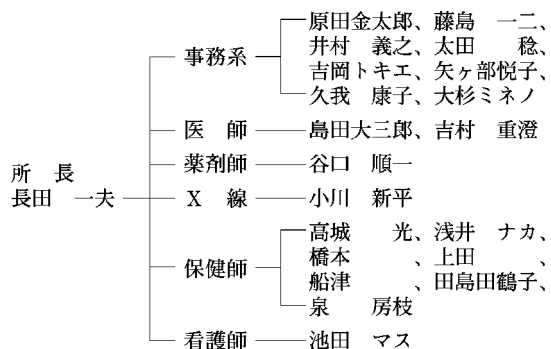 原田金太郎、藤島　一二、
井村　義之、太田　　稔、
事務系
吉岡トキエ、矢ヶ部悦子、
久我　康子、大杉ミネノ
医　師　島田大三郎、吉村　重澄
薬剤師　谷口　順一
所　長
長田　一夫　X　線　小川　新平
高城　　光、浅井　ナカ、
橋本　　　、上田　　　、
保健師
船津　　　、田島田鶴子、
泉　　房枝
看護師　池田　マス